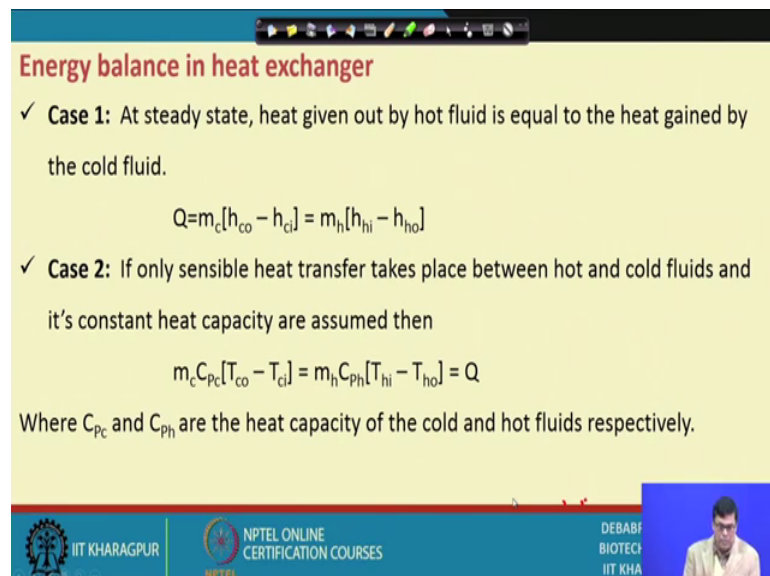 Energy balance in heat exchanger
✓ Case 1: At steady state, heat given out by hot fluid is equal to the heat gained by
the cold fluid.
Q=mc[hco – hci] = mh[hhi – hho]
✓ Case 2: If only sensible heat transfer takes place between hot and cold fluids and
it's constant heat capacity are assumed then
mcCPc[Tco – Tci] = mhCPh[Thi – Tho] = Q
Where CPc and CPh are the heat capacity of the cold and hot fluids respectively.
IIT KHARAGPUR
NPTEL
NPTEL ONLINE
CERTIFICATION COURSES
DEBABR
BIOTECH
IIT KHA